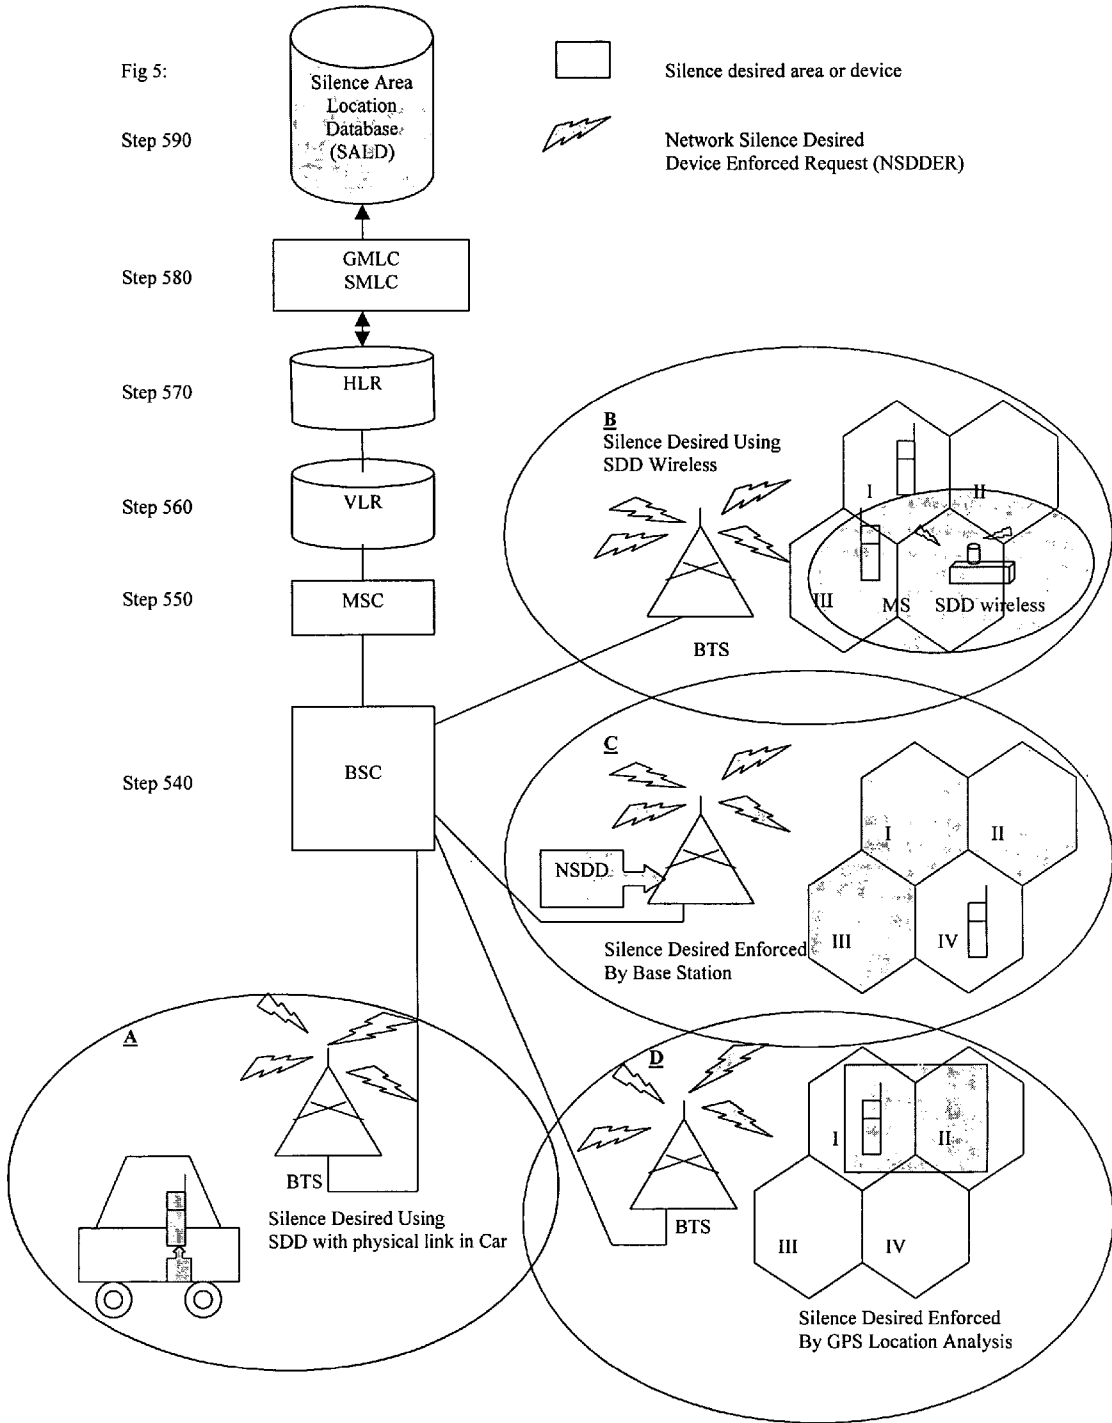 Fig 5:
Silence Area
Location
Database
(SALD)
Silence desired area or device
Step 590
Network Silence Desired
Device Enforced Request (NSDDER)
Step 580
GMLC
SMLC
Step 570
HLR
Step 560
VLR
Step 550
MSC
Step 540
BSC
B
Silence Desired Using
SDD Wireless
I
II
III
MS
SDD wireless
BTS
C
NSDD
I
II
III
IV
Silence Desired Enforced
By Base Station
A
BTS
Silence Desired Using
SDD with physical link in Car
D
BTS
I
II
III
IV
Silence Desired Enforced
By GPS Location Analysis